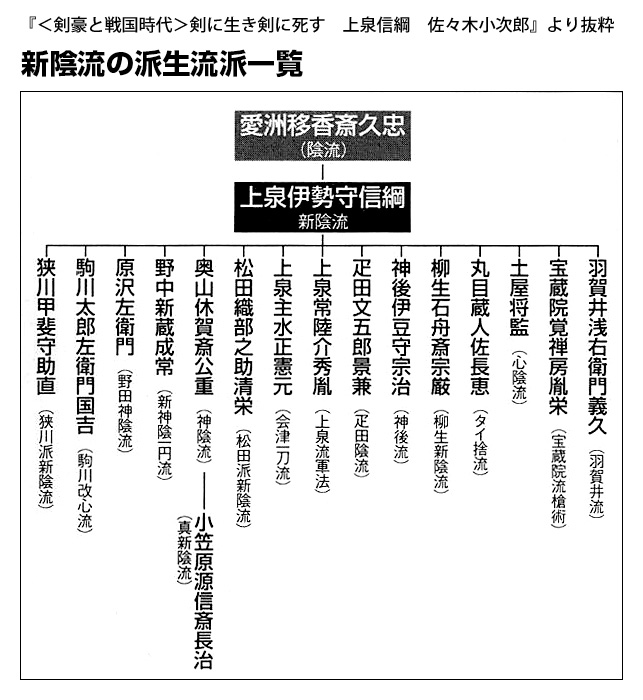 『＜剣豪と戦国時代＞剣に生き剣に死す　上泉信綱　佐々木小次郎』より抜粋
新陰流の派生流派一覧
愛洲移香斎久忠
（陰流）
上泉伊勢守信綱
新陰流
羽賀井浅右衛門義久（羽賀井流）
宝蔵院覚禅房胤栄（宝蔵院流槍術）
土屋将監（心陰流）
丸目蔵人佐長恵（タイ捨流）
柳生石舟斎宗厳（柳生新陰流）
神後伊豆守宗治（神後流）
疋田文五郎景兼（疋田陰流）
上泉常陸介秀胤（上泉流軍法）
上泉主水正憲元（会津一刀流）
松田織部之助清栄（松田派新陰流）
奥山休賀斎公重（神陰流）
小笠原源信斎長治
（真新陰流）
野中新蔵成常（新神陰一円流）
原沢左衛門（野田神陰流）
駒川太郎左衛門国吉（駒川改心流）
狭川甲斐守助直（狭川派新陰流）